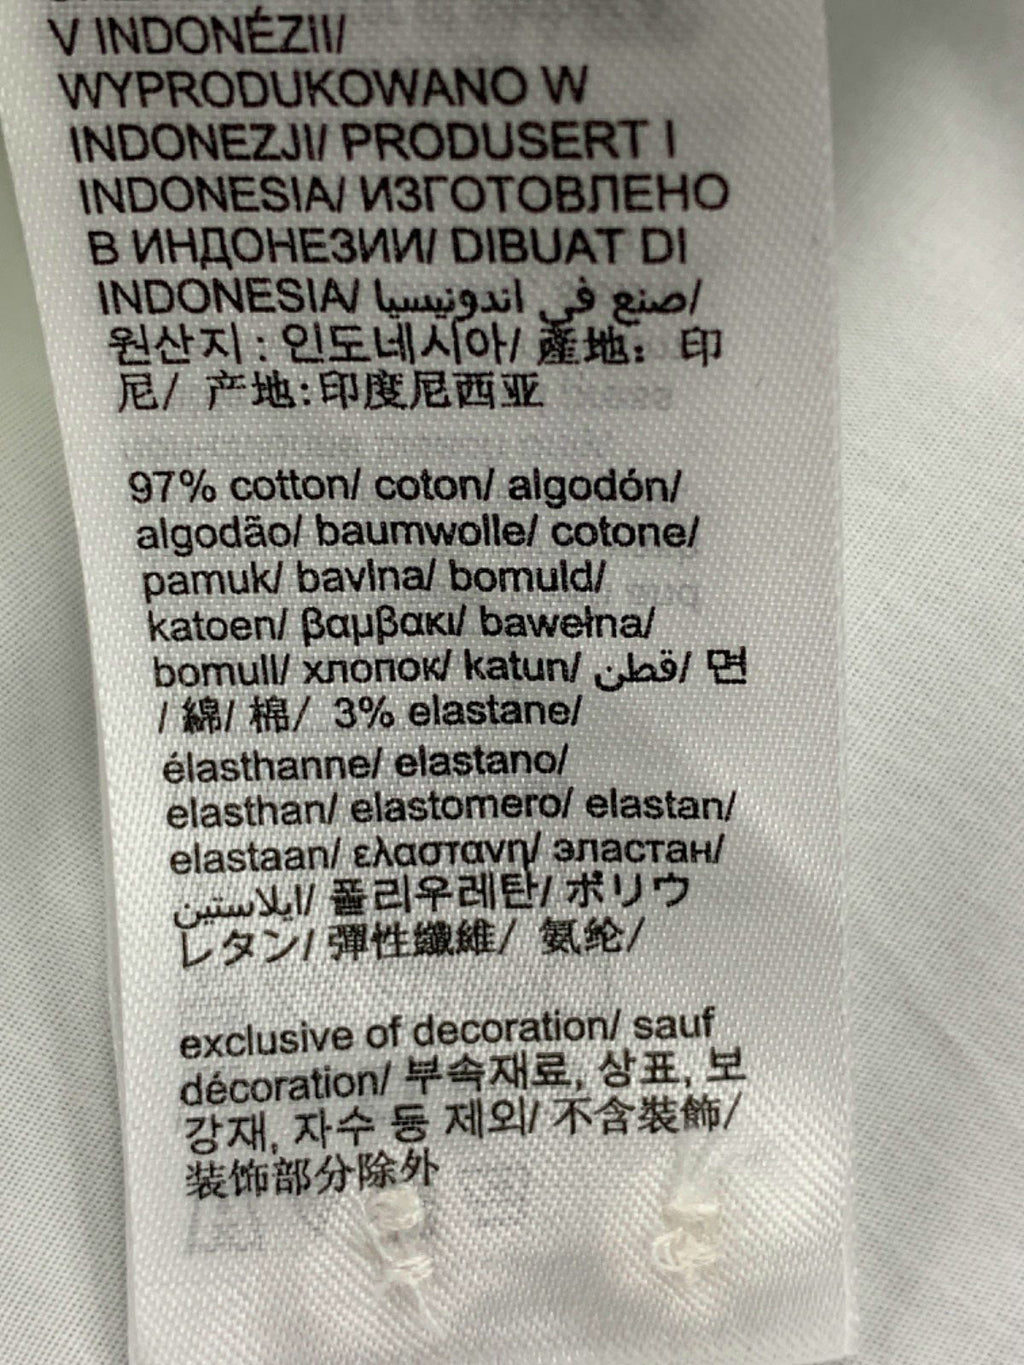 V INDONÉZII/
WYPRODUKOWANO W
INDONEZJI/ PRODUSERT I
INDONESIA/ ИЗГОТОВЛЕНО
В ИНДОНЕЗИИ/ DIBUAT DI
INDONESIA/ صنع في اندونيسيا/
원산지 : 인도네시아/ 產地： 印
尼/ 产地:印度尼西亚
97% cotton/ coton/ algodón/
algodão/ baumwolle/ cotone/
pamuk/ bavlna/ bomuld/
katoen/ βαμβακι/ bawełna/
bomull/ хлопок/ katun/ قطن/ 면
/ 綿/ 棉/ 3% elastane/
élasthanne/ elastano/
elasthan/ elastomero/ elastan/
elastaan/ ελαστανη/ эластан/
ايلاستين/ 폴리우레탄/ ポリウ
レタン/ 彈性纖維/ 氨纶/
exclusive of decoration/ sauf
décoration/ 부속재료, 상표, 보
강재, 자수 등 제외/ 不含裝飾/
装饰部分除外